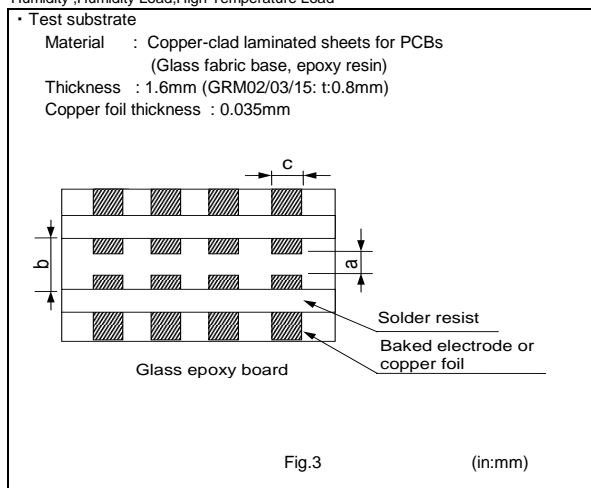 Humidity ,Humidity Load,High Temperature Load
・Test substrate
Material : Copper-clad laminated sheets for PCBs
(Glass fabric base, epoxy resin)
Thickness : 1.6mm (GRM02/03/15: t:0.8mm)
Copper foil thickness : 0.035mm
c
b
a
Solder resist
Baked electrode or
copper foil
Glass epoxy board
Fig.3 (in:mm)